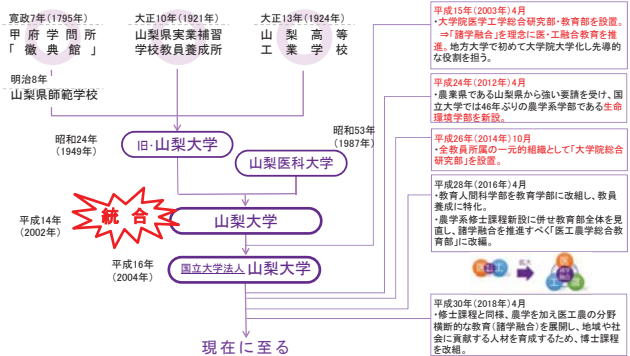 寛政7年(1795年)
甲府学問所
「徽典館」
明治8年
山梨県師範学校
大正10年(1921年)
山梨県実業補習
学校教員養成所
大正13年(1924年)
山梨高等
工業学校
昭和24年
(1949年)
旧・山梨大学
昭和53年
(1987年)
山梨医科大学
平成14年
(2002年)
統合
山梨大学
平成16年
(2004年)
国立大学法人 山梨大学
現在に至る
平成15年(2003年)4月
・大学院医学工学総合研究部・教育部を設置。
⇒「諸学融合」を理念に医・工融合教育を推
進。地方大学で初めて大学院大学化し先導的
な役割を担う。
平成24年(2012年)4月
・農業県である山梨県から強い要請を受け、国
立大学では46年ぶりの農学系学部である生命
環境学部を新設。
平成26年(2014年)10月
・全教員所属の一元的組織として「大学院総合
研究部」を設置。
平成28年(2016年)4月
・教育人間科学部を教育学部に改組し、教員
養成に特化。
・農学系修士課程新設に併せ教育部全体を見
直し、諸学融合を推進すべく「医工農学総合教
育部」に改編。
医 工
拡大
医
工 農
平成30年(2018年)4月
・修士課程と同様、農学を加え医工農の分野
横断的な教育(諸学融合)を展開し、地域や社
会に貢献する人材を育成するため、博士課程
を改組。